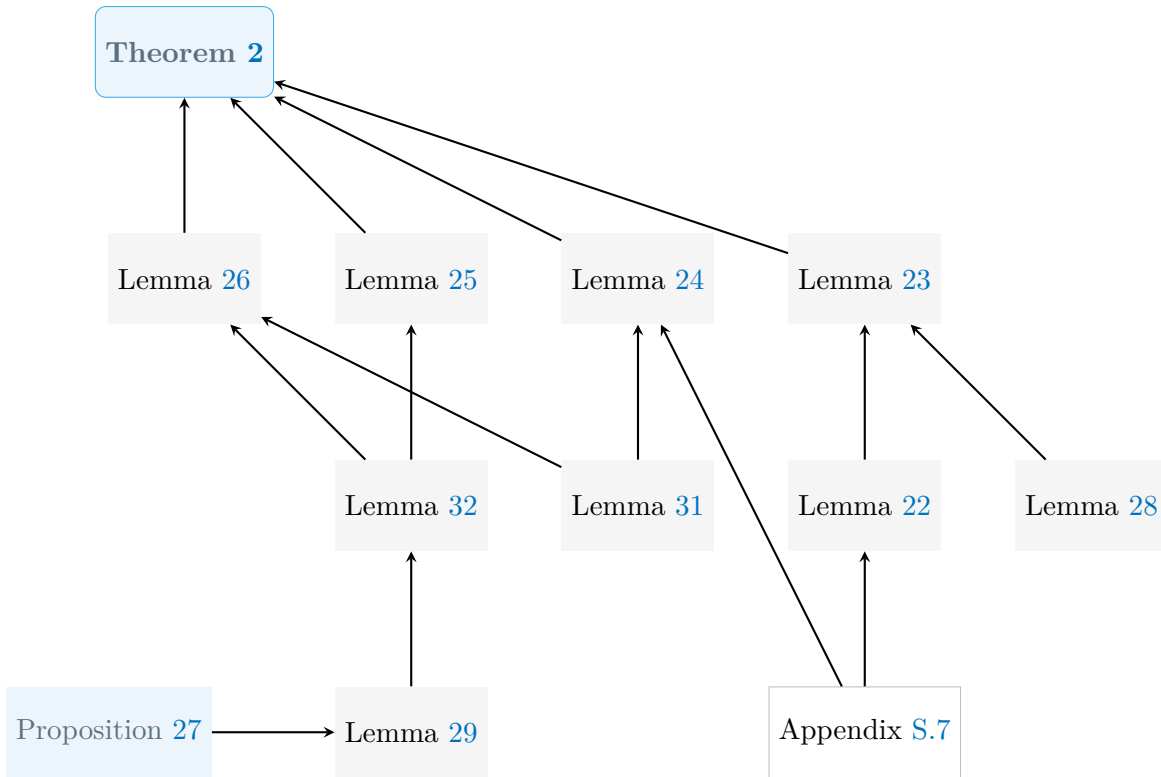 Theorem 2
Lemma 26
Lemma 25
Lemma 24
Lemma 23
Lemma 32
Lemma 31
Lemma 22
Lemma 28
Proposition 27
Lemma 29
Appendix S.7